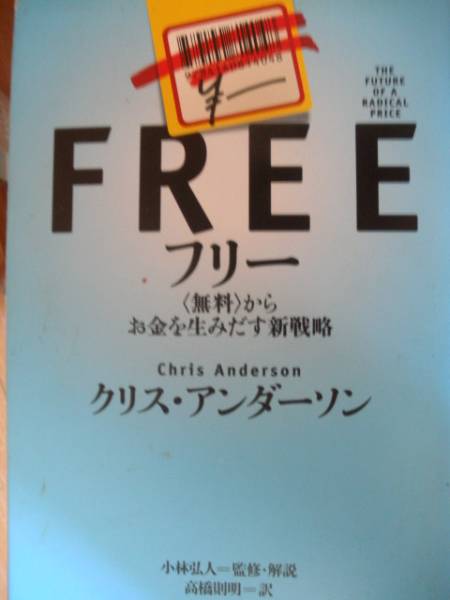 ¥
THE
FUTURE
OF A
RADICAL
PRICE
FREE
フリー
〈無料〉から
お金を生みだす新戦略
Chris Anderson
クリス・アンダーソン
小林弘人＝監修・解説
高橋則明＝訳